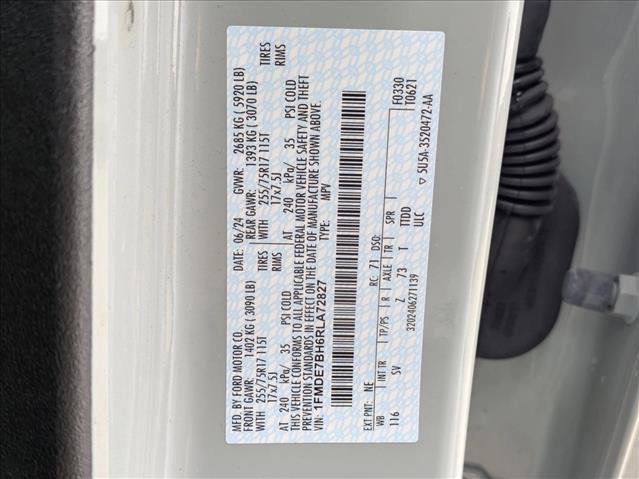 MFD. BY FORD MOTOR CO.
DATE: 06/24 GVWR: 2685 KG ( 5920 LB)
FRONT GAWR: 1402 KG ( 3090 LB) REAR GAWR: 1393 KG ( 3070 LB)
WITH 255/75R17 115T TIRES WITH 255/75R17 115T TIRES
17x7.5J RIMS 17x7.5J RIMS
AT 240 kPa/ 35 PSI COLD AT 240 kPa/ 35 PSI COLD
THIS VEHICLE CONFORMS TO ALL APPLICABLE FEDERAL MOTOR VEHICLE SAFETY AND THEFT
PREVENTION STANDARDS IN EFFECT ON THE DATE OF MANUFACTURE SHOWN ABOVE.
VIN: 1FMDE7BH6RLA72827
TYPE: MPV
F0330
T0621
EXT PNT: NE RC: 71 DSO:
WB INT TR TP/PS R AXLE TR SPR
116 SV Z 73 T TTDD
ULC
3202406271139
▽ 5U5A-3520472-AA